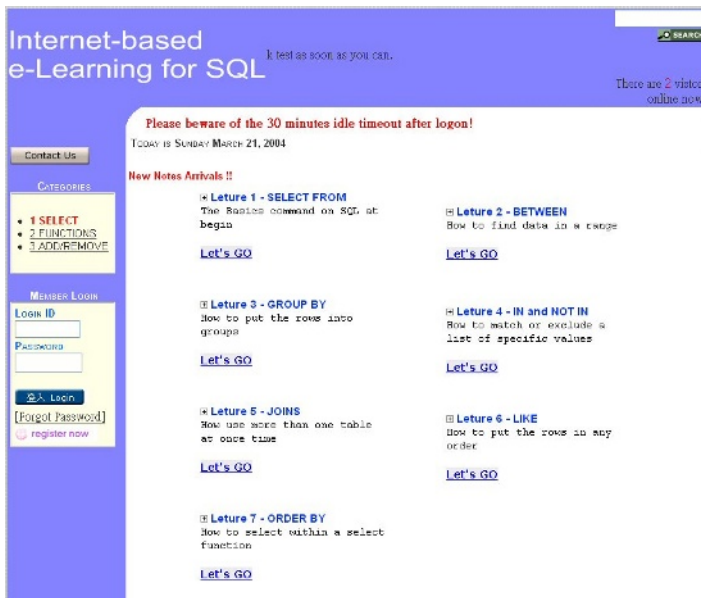 Internet-based
e-Learning for SQL
k test as soon as you can.
SEARCH
There are 2 vistor
online now
Please beware of the 30 minutes idle timeout after logon!
TODAY IS SUNDAY MARCH 21, 2004
Contact Us
CATEGORIES
1 SELECT
2 FUNCTIONS
3 ADD/REMOVE
MEMBER LOGIN
LOGIN ID
PASSWORD
登入 Login
[Forgot Password]
register now
New Notes Arrivals !!
Leture 1 - SELECT FROM
The Basics command on SQL at
begin
Let's GO
Leture 2 - BETWEEN
How to find data in a range
Let's GO
Leture 3 - GROUP BY
How to put the rows into
groups
Let's GO
Leture 4 - IN and NOT IN
How to match or exclude a
list of specific values
Let's GO
Leture 5 - JOINS
How use more than one table
at once time
Let's GO
Leture 6 - LIKE
How to put the rows in any
order
Let's GO
Leture 7 - ORDER BY
How to select within a select
function
Let's GO